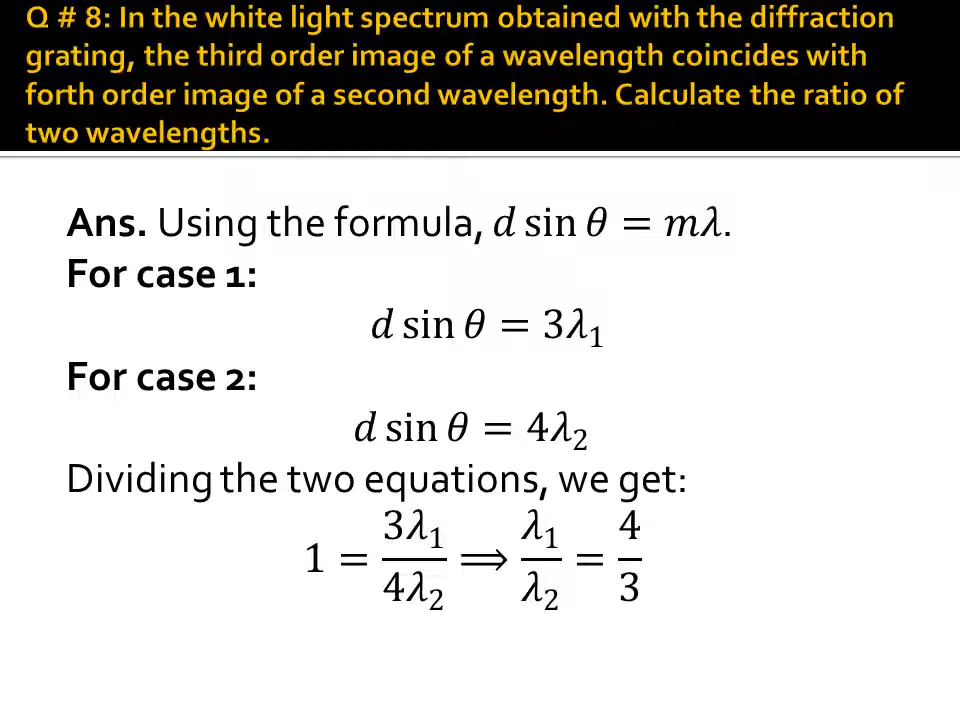 Q # 8: In the white light spectrum obtained with the diffraction
grating, the third order image of a wavelength coincides with
forth order image of a second wavelength. Calculate the ratio of
two wavelengths.
Ans. Using the formula, d sin θ = mλ.
For case 1:
d sin θ = 3λ₁
For case 2:
d sin θ = 4λ₂
Dividing the two equations, we get:
1 = 3λ₁/4λ₂ ⟹ λ₁/λ₂ = 4/3